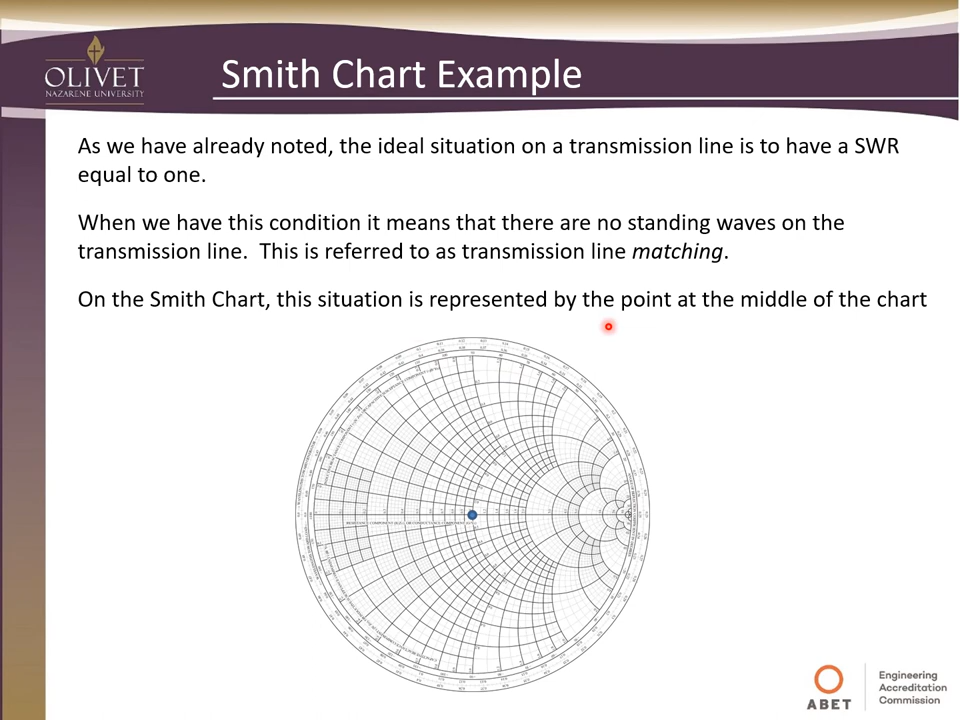 OLIVET
NAZARENE UNIVERSITY
Smith Chart Example
As we have already noted, the ideal situation on a transmission line is to have a SWR
equal to one.
When we have this condition it means that there are no standing waves on the
transmission line.  This is referred to as transmission line matching.
On the Smith Chart, this situation is represented by the point at the middle of the chart
ABET
Engineering
Accreditation
Commission